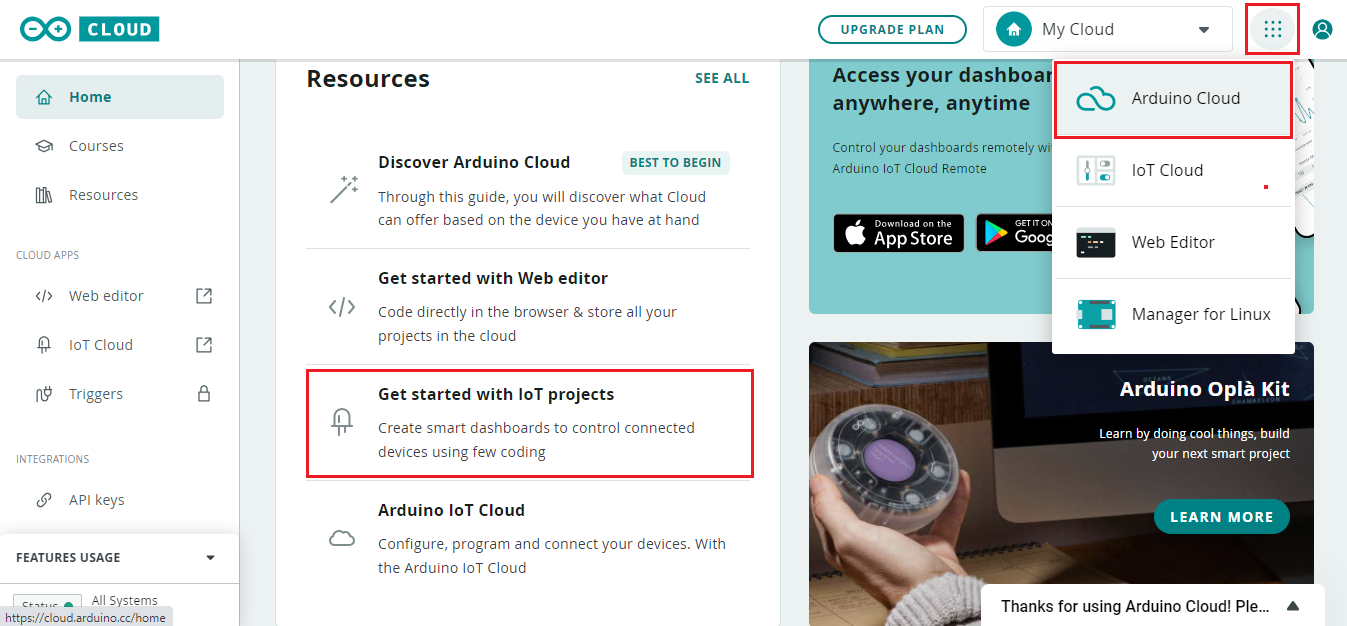 CLOUD
UPGRADE PLAN
My Cloud
Home
Courses
Resources
CLOUD APPS
Web editor
IoT Cloud
Triggers
INTEGRATIONS
API keys
FEATURES USAGE
Status
All Systems
https://cloud.arduino.cc/home
Resources
SEE ALL
Discover Arduino Cloud
BEST TO BEGIN
Through this guide, you will discover what Cloud
can offer based on the device you have at hand
Get started with Web editor
Code directly in the browser & store all your
projects in the cloud
Get started with IoT projects
Create smart dashboards to control connected
devices using few coding
Arduino IoT Cloud
Configure, program and connect your devices. With
the Arduino IoT Cloud
Access your dashboar
anywhere, anytime
Control your dashboards remotely wi
Arduino IoT Cloud Remote
Download on the
App Store
GET IT ON
Goog
Arduino Cloud
IoT Cloud
Web Editor
Manager for Linux
Arduino Oplà Kit
Learn by doing cool things, build
your next smart project
LEARN MORE
Thanks for using Arduino Cloud! Ple...